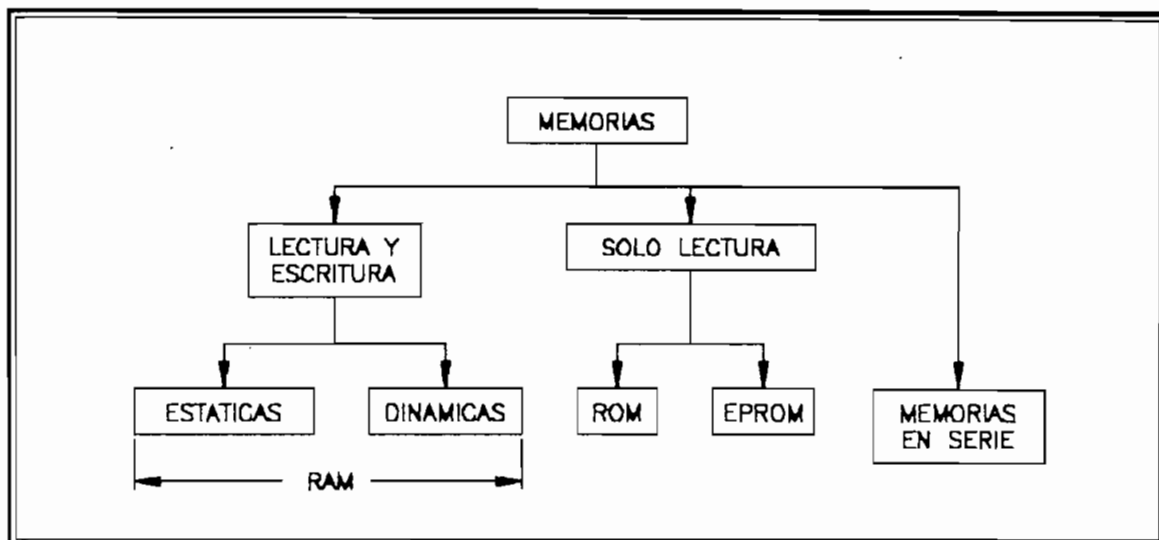 MEMORIAS
LECTURA Y
ESCRITURA
SOLO LECTURA
ESTATICAS
DINAMICAS
ROM
EPROM
MEMORIAS
EN SERIE
RAM